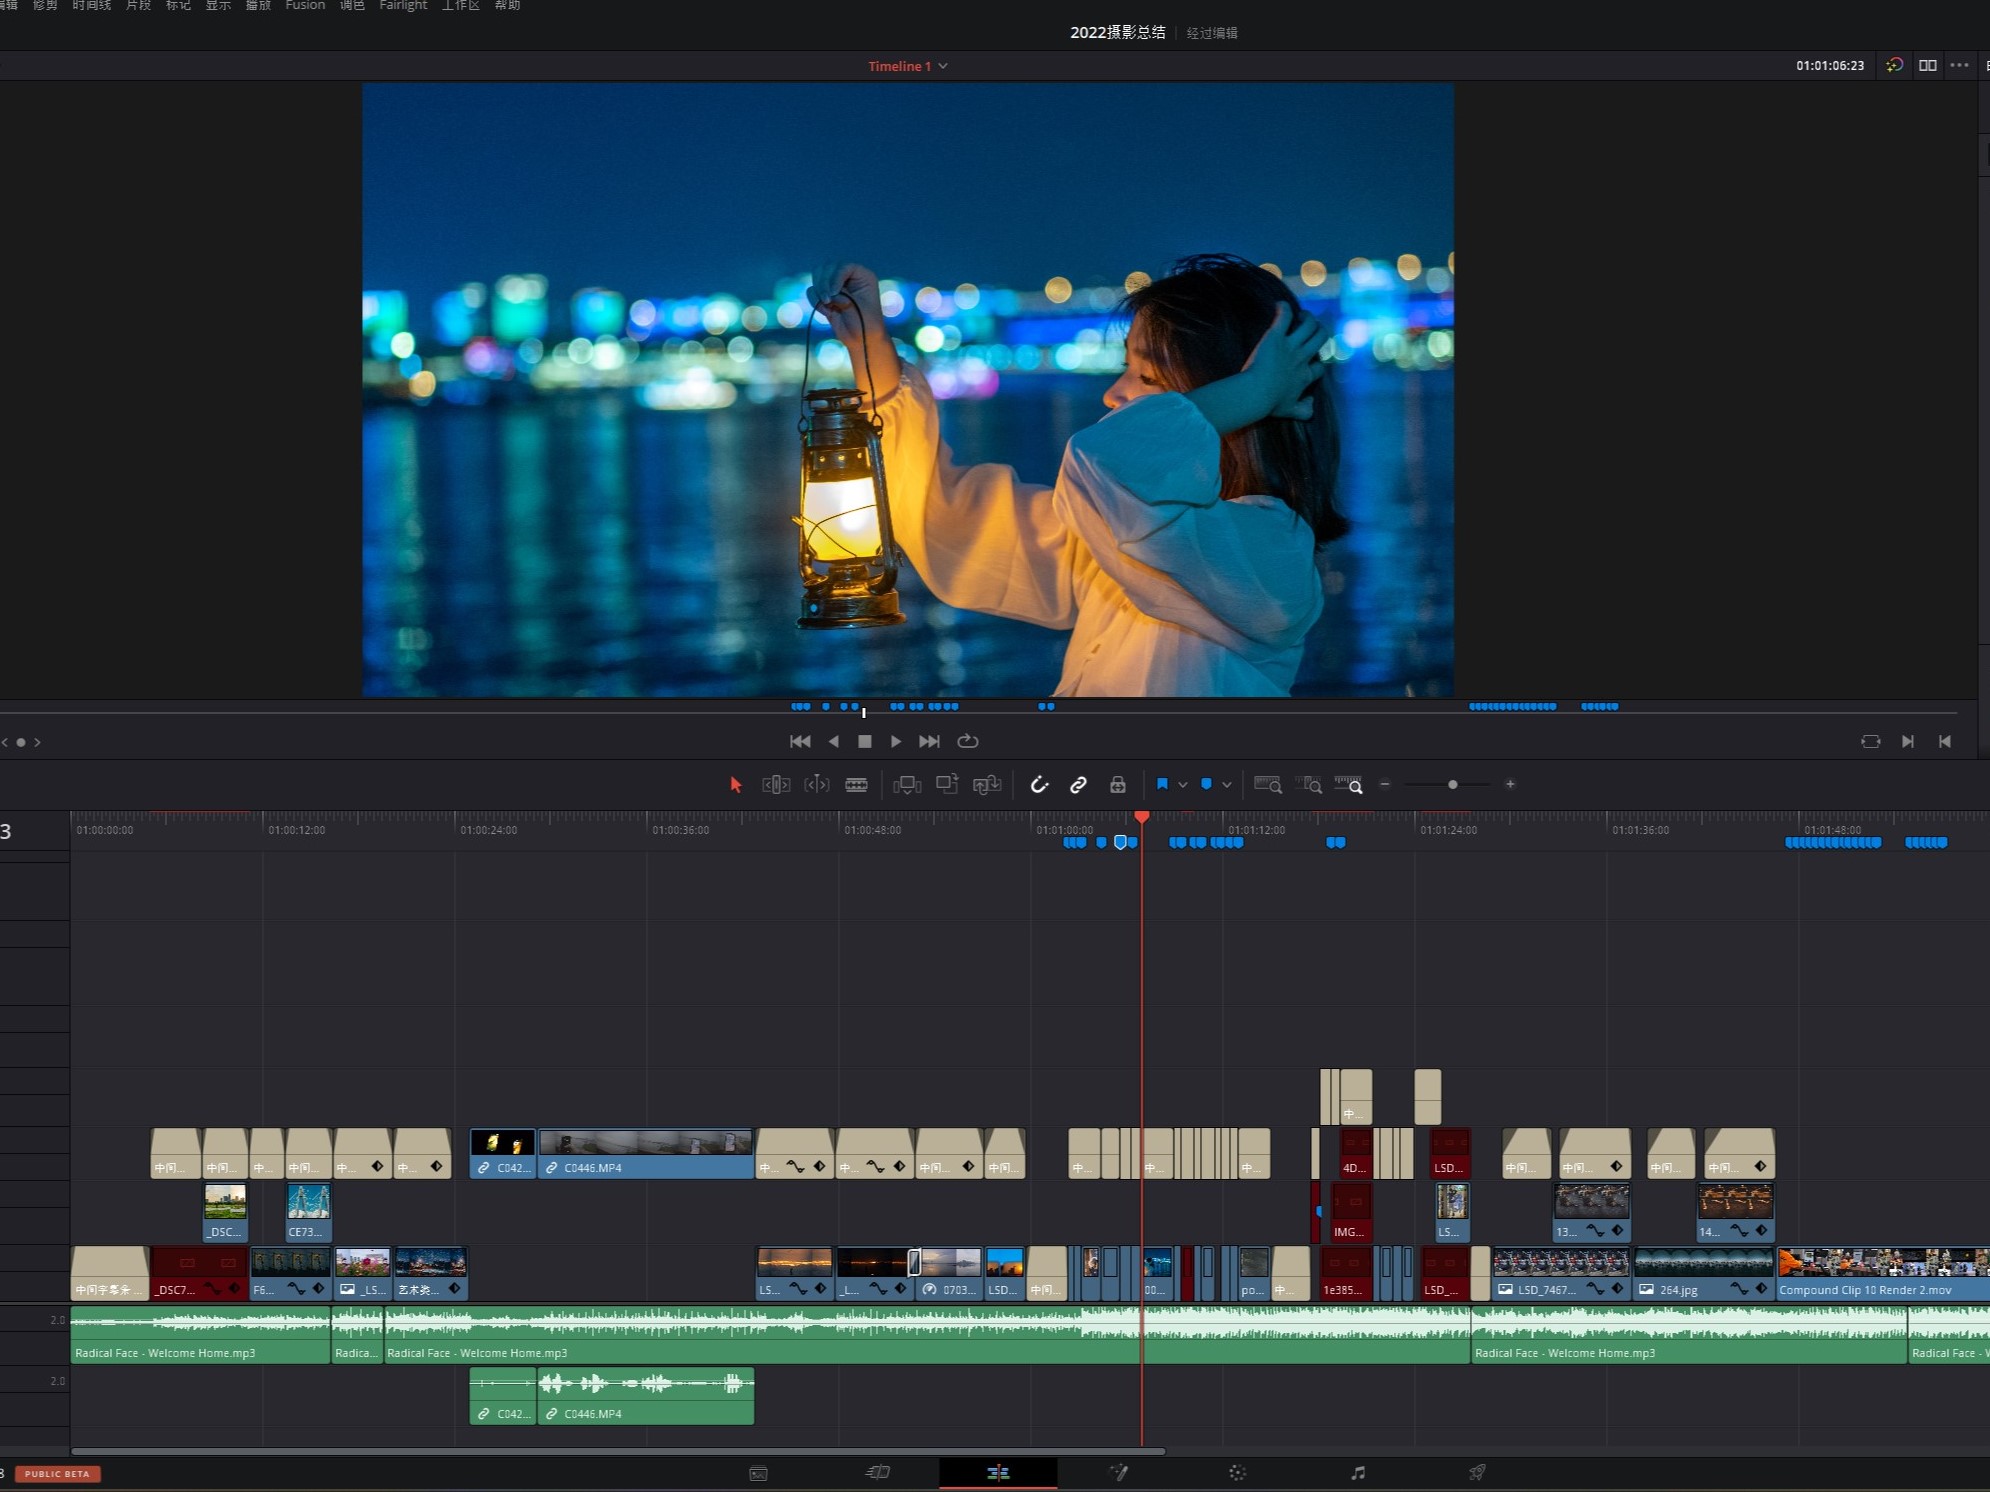 编辑 修剪 时间线 片段 标记 显示 播放 Fusion 调色 Fairlight 工作区 帮助
2022摄影总结 经过编辑
Timeline 1
01:01:06:23
3
01:00:00:00 01:00:12:00 01:00:24:00 01:00:36:00 01:00:48:00 01:01:00:00 01:01:12:00 01:01:24:00 01:01:36:00 01:01:48:00
中...
中间... 中间... 中... 中间... 中... 中... C042... C0446.MP4 中... 中... 中间... 中间... 中... 中... 中... 4D... LSD... 中间... 中间... 中间... 中间...
_DSC... CE73... IMG... LS... 13... 14...
中间字幕朱 ... _DSC7... F6... _LS... 艺术类... LS... _L... 0703... LSD... 中间... 00... po... 中... 1e385... LSD_... LSD_7467... 264.jpg Compound Clip 10 Render 2.mov
2.0
Radical Face - Welcome Home.mp3 Radica... Radical Face - Welcome Home.mp3 Radical Face - Welcome Home.mp3 Radical Face - W
2.0
C042... C0446.MP4
PUBLIC BETA